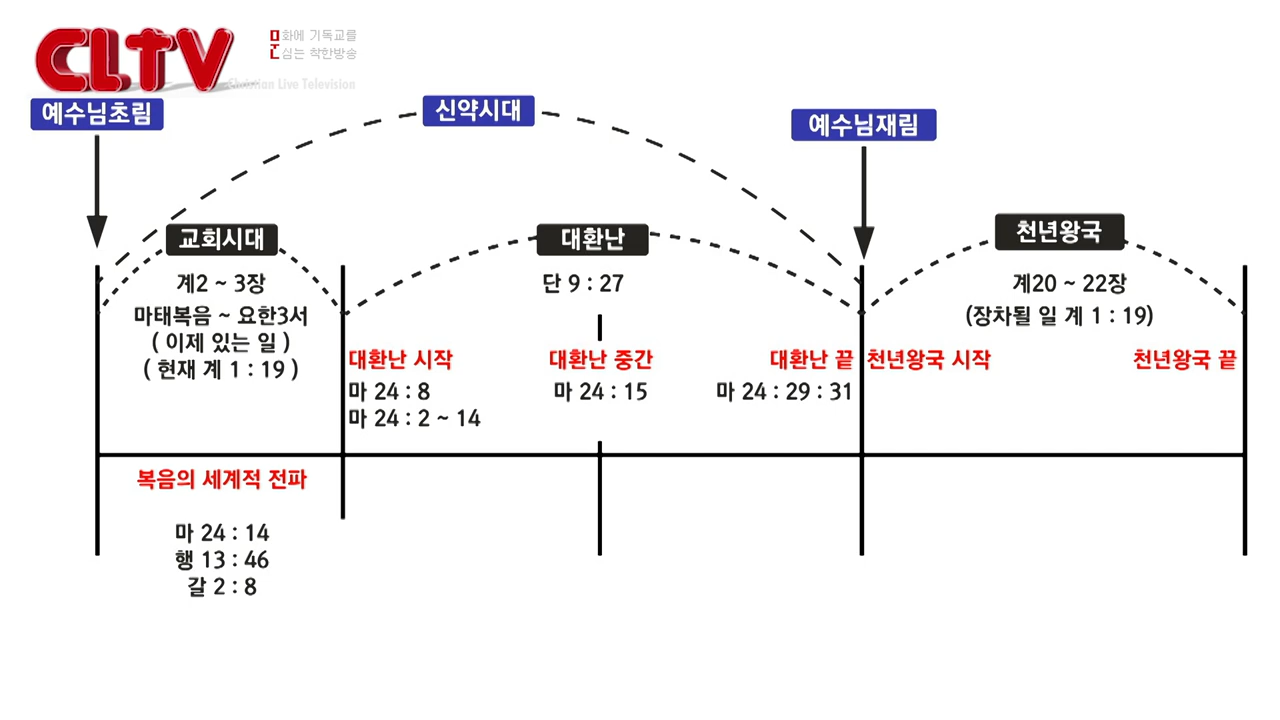 CLTV
문화에 기독교를
심는 착한방송
Christian Live Television
예수님초림
신약시대
예수님재림
교회시대
대환난
천년왕국
계2 ~ 3장
마태복음 ~ 요한3서
( 이제 있는 일 )
( 현재 계 1 : 19 )
단 9 : 27
계20 ~ 22장
(장차될 일 계 1 : 19)
대환난 시작
마 24 : 8
마 24 : 2 ~ 14
대환난 중간
마 24 : 15
대환난 끝
마 24 : 29 : 31
천년왕국 시작
천년왕국 끝
복음의 세계적 전파
마 24 : 14
행 13 : 46
갈 2 : 8